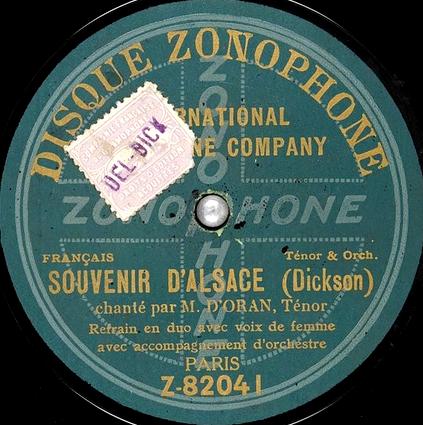 DISQUE ZONOPHONE
NATIONAL
NE COMPANY
DEL-DICK
ZONOPHONE
ZONOPHONE
FRANÇAIS Ténor & Orch.
SOUVENIR D'ALSACE (Dickson)
chanté par M. D'ORAN, Ténor
Refrain en duo avec voix de femme
avec accompagnement d'orchestre
PARIS
Z-82041